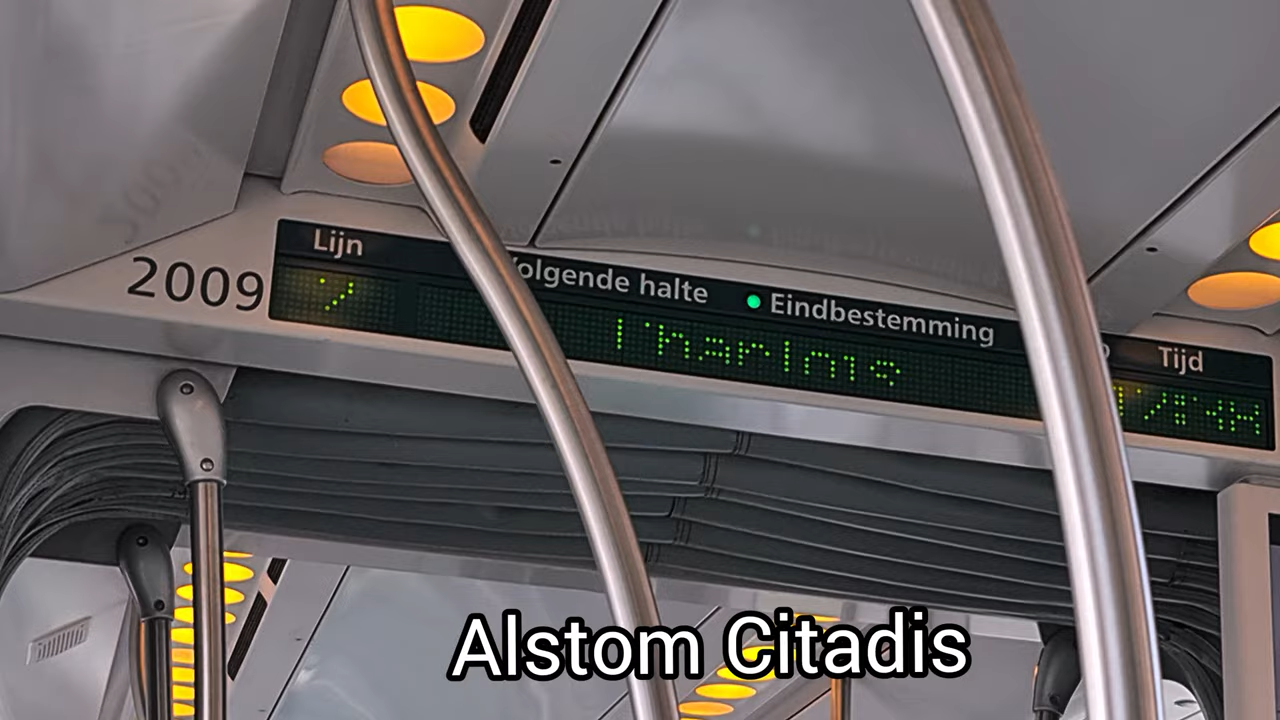 Lijn
Volgende halte
Eindbestemming
Tijd
2009
Alstom Citadis